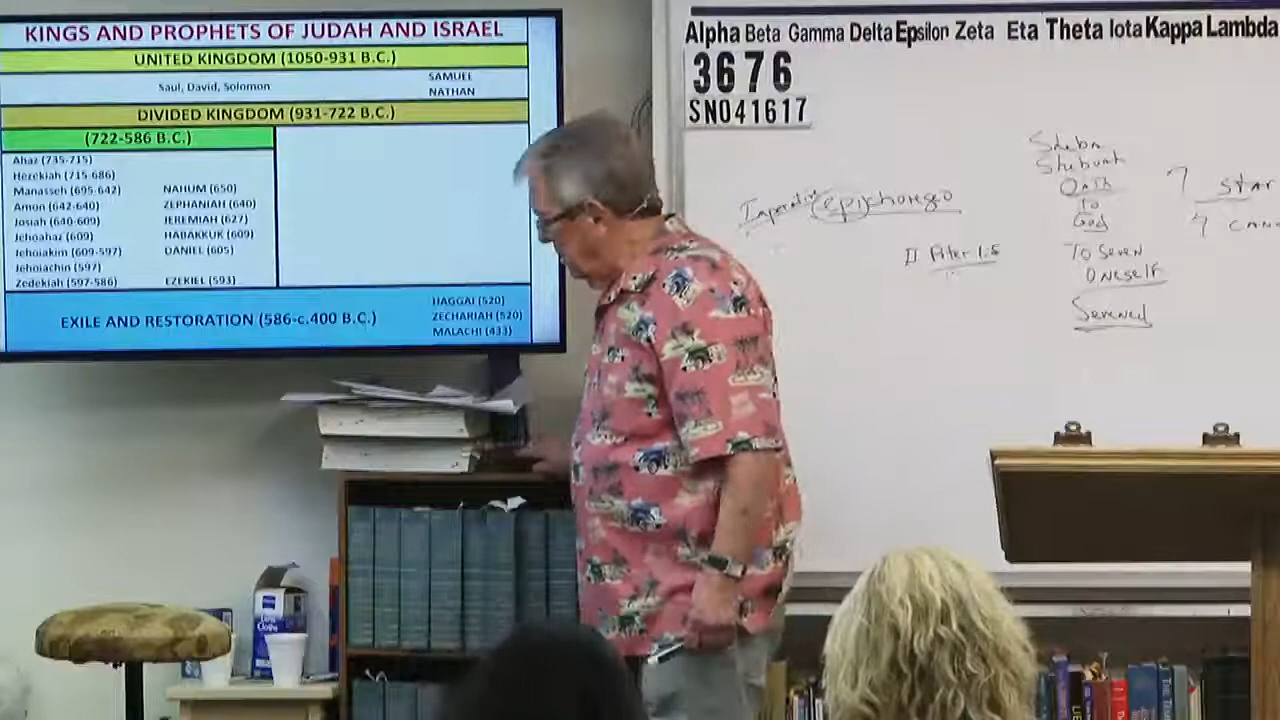 KINGS AND PROPHETS OF JUDAH AND ISRAEL
UNITED KINGDOM (1050-931 B.C.)
Saul, David, Solomon
SAMUEL
NATHAN
DIVIDED KINGDOM (931-722 B.C.)
(722-586 B.C.)
Ahaz (735-715)
Hezekiah (715-686)
Manasseh (695-642) NAHUM (650)
Amon (642-640) ZEPHANIAH (640)
Josiah (640-609) JEREMIAH (627)
Jehoahaz (609) HABAKKUK (609)
Jehoiakim (609-597) DANIEL (605)
Jehoiachin (597)
Zedekiah (597-586) EZEKIEL (593)
EXILE AND RESTORATION (586-c.400 B.C.)
HAGGAI (520)
ZECHARIAH (520)
MALACHI (433)
Alpha Beta Gamma Delta Epsilon Zeta Eta Theta Iota Kappa Lambda
3676
SN041617
epichoregeo
II Peter 1:5
Sheba
Shebuah
Oath
To
God
To Seven
Oneself
Sevened
7 STAR
7 CAN